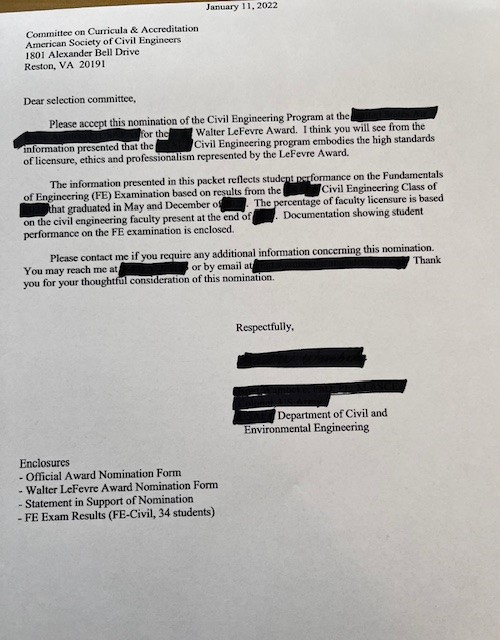 January 11, 2022
Committee on Curricula & Accreditation
American Society of Civil Engineers
1801 Alexander Bell Drive
Reston, VA 20191
Dear selection committee,
Please accept this nomination of the Civil Engineering Program at the
for the Walter LeFevre Award. I think you will see from the
information presented that the Civil Engineering program embodies the high standards
of licensure, ethics and professionalism represented by the LeFevre Award.
The information presented in this packet reflects student performance on the Fundamentals
of Engineering (FE) Examination based on results from the Civil Engineering Class of
that graduated in May and December of The percentage of faculty licensure is based
on the civil engineering faculty present at the end of . Documentation showing student
performance on the FE examination is enclosed.
Please contact me if you require any additional information concerning this nomination.
You may reach me at or by email at Thank
you for your thoughtful consideration of this nomination.
Respectfully,
Department of Civil and
Environmental Engineering
Enclosures
- Official Award Nomination Form
- Walter LeFevre Award Nomination Form
- Statement in Support of Nomination
- FE Exam Results (FE-Civil, 34 students)